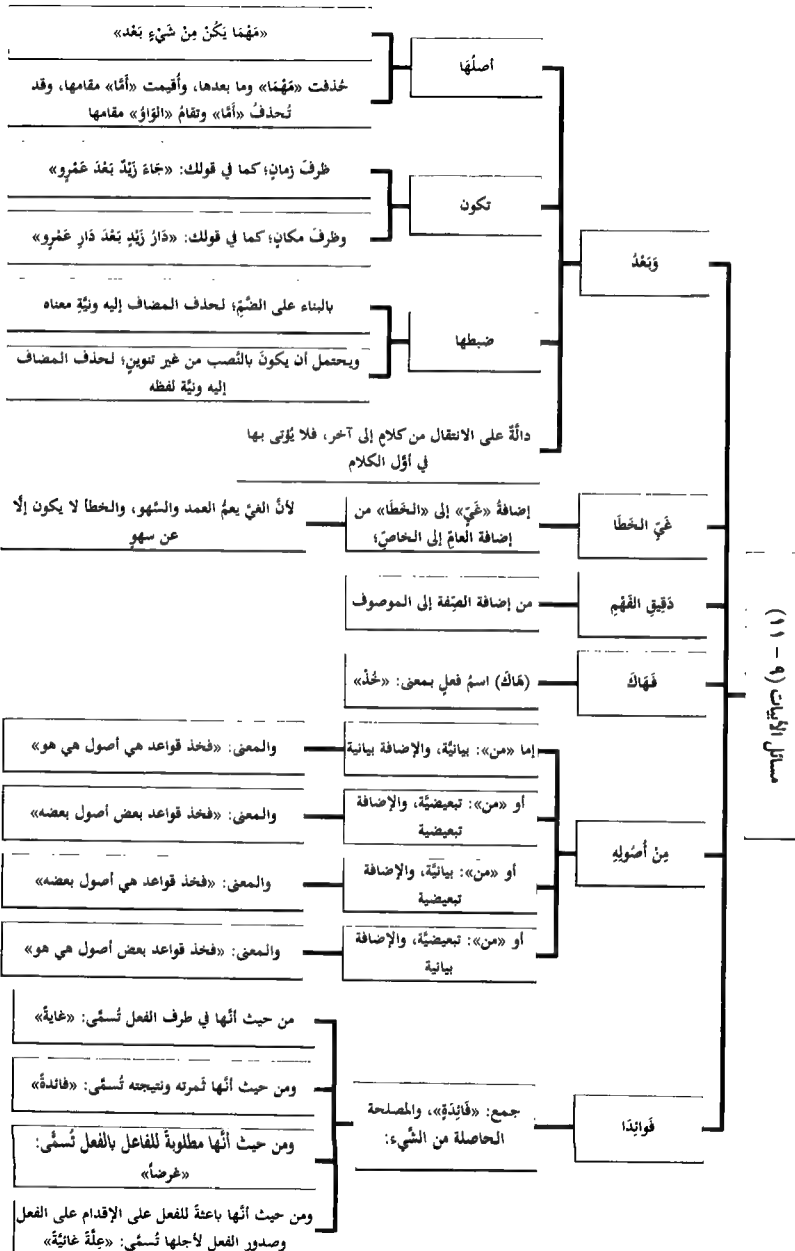 مسائل الأبيات (٩ – ١١)
وَبَعْدُ
أصلُهَا
«مَهْمَا يَكُنْ مِنْ شَيْءٍ بَعْد»
حُذفت «مَهْمَا» وما بعدها، وأُقيمت «أَمَّا» مقامها، وقد
تُحذفُ «أَمَّا» وتقامُ «الوَاوُ» مقامها
تكون
ظرفَ زمانٍ؛ كما في قولك: «جَاءَ زَيْدٌ بَعْدَ عَمْرٍو»
وظرفَ مكانٍ؛ كما في قولك: «دَارُ زَيْدٍ بَعْدَ دَارِ عَمْرٍو»
ضبطها
بالبناء على الضَّمِّ؛ لحذف المضاف إليه ونيَّةِ معناه
ويحتمل أن يكونَ بالنَّصب من غير تنوينٍ؛ لحذف المضاف
إليه ونيَّة لفظه
دالَّةٌ على الانتقال من كلامٍ إلى آخر، فلا يُؤتى بها
في أوَّل الكلام
غَيِّ الخَطَا
إضافةُ «غَيِّ» إلى «الخَطَا» من
إضافة العامِّ إلى الخاصِّ؛
لأنَّ الغيَّ يعمُّ العمد والسَّهو، والخطأ لا يكون إلَّا
عن سهوٍ
دَقِيقِ الفَهْمِ
من إضافة الصِّفة إلى الموصوف
فَهَاكَ
(هَاكَ) اسمُ فعلٍ بمعنى: «خُذْ»
مِنْ أُصُولِهِ
إما «من»: بيانيَّة، والإضافة بيانية
والمعنى: «فخذ قواعد هي أصول هي هو»
أو «من»: تبعيضيَّة، والإضافة
تبعيضية
والمعنى: «فخذ قواعد بعض أصول بعضه»
أو «من»: بيانيَّة، والإضافة
تبعيضية
والمعنى: «فخذ قواعد هي أصول بعضه»
أو «من»: تبعيضيَّة، والإضافة
بيانية
والمعنى: «فخذ قواعد بعض أصول هي هو»
فَوائِدَا
جمع: «فَائِدَةٍ»، والمصلحة
الحاصلة من الشَّيء:
من حيث أنَّها في طرف الفعل تُسمَّى: «غايةً»
ومن حيث أنَّها ثمرته ونتيجته تُسمَّى: «فائدةً»
ومن حيث أنَّها مطلوبةٌ للفاعل بالفعل تُسمَّى:
«غرضاً»
ومن حيث أنَّها باعثةٌ للفعل على الإقدام على الفعل
وصدور الفعل لأجلها تُسمَّى: «عِلَّةً غائيَّةً»